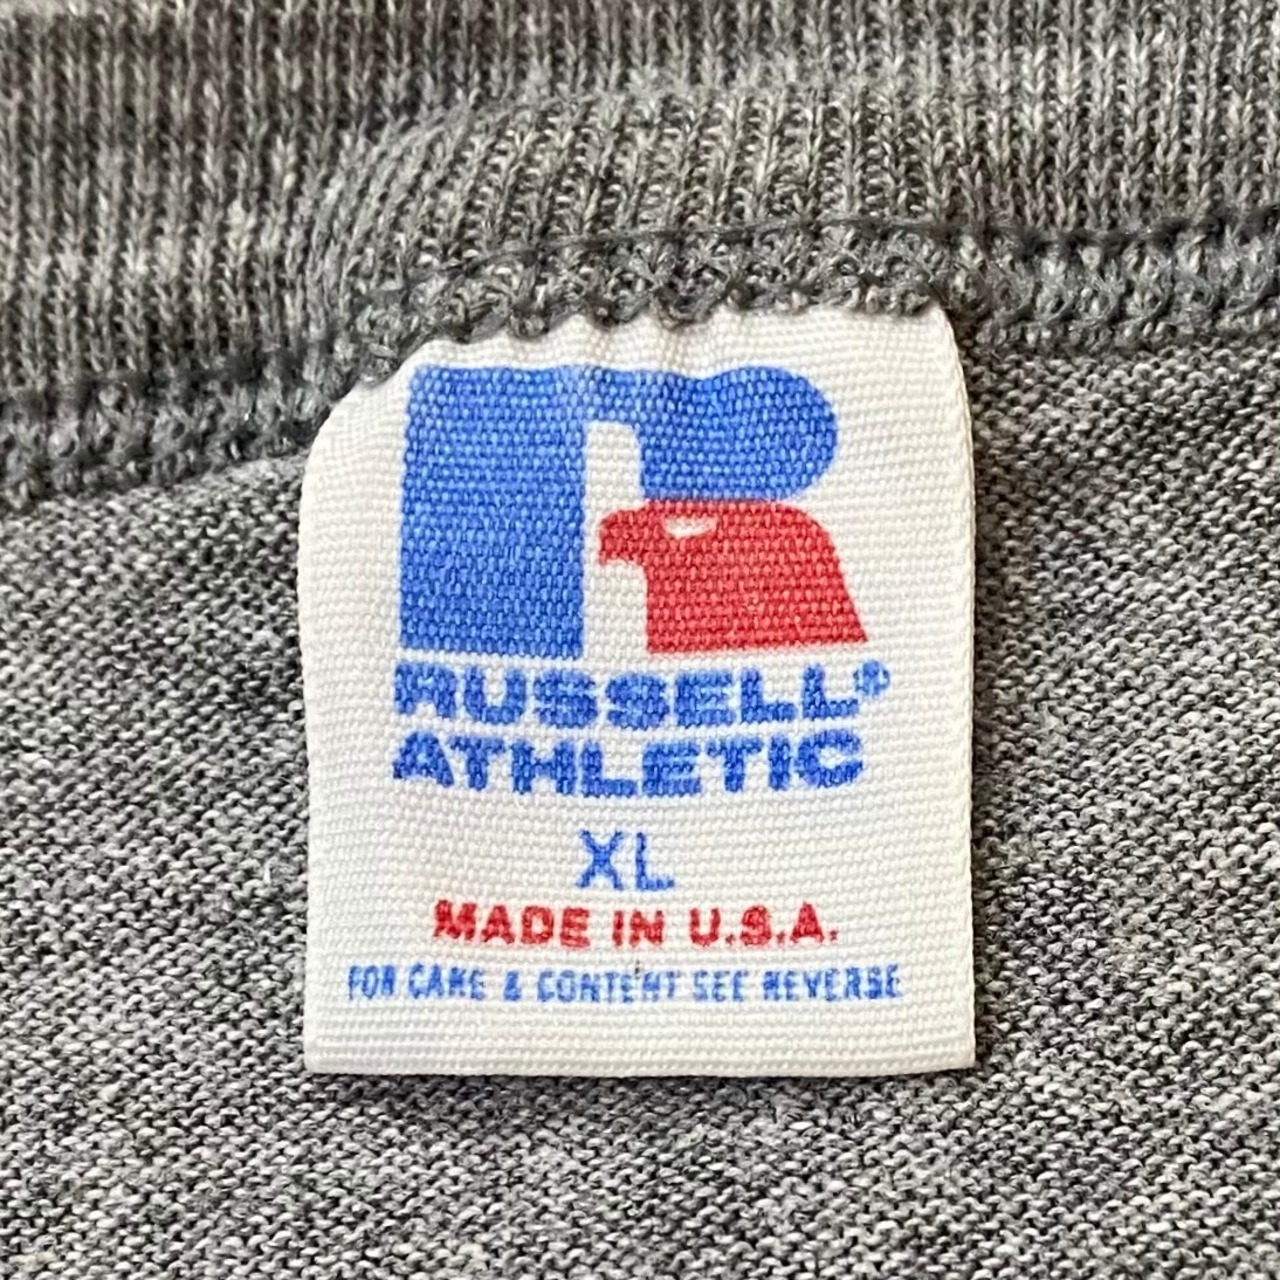 RUSSELL®
ATHLETIC
XL
MADE IN U.S.A.
FOR CARE & CONTENT SEE REVERSE